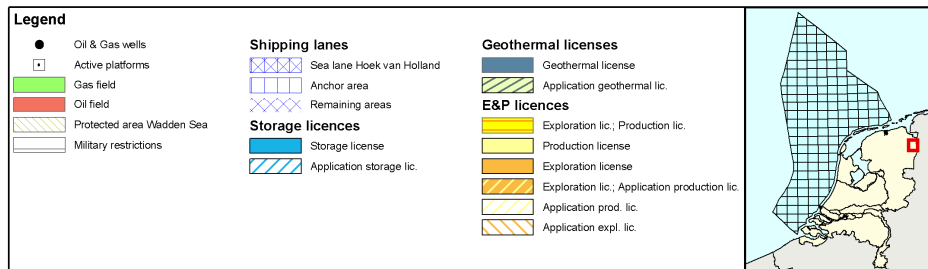 Legend
Oil & Gas wells
Active platforms
Gas field
Oil field
Protected area Wadden Sea
Military restrictions
Shipping lanes
Sea lane Hoek van Holland
Anchor area
Remaining areas
Storage licences
Storage license
Application storage lic.
Geothermal licenses
Geothermal license
Application geothermal lic.
E&P licences
Exploration lic.; Production lic.
Production license
Exploration license
Exploration lic.; Application production lic.
Application prod. lic.
Application expl. lic.